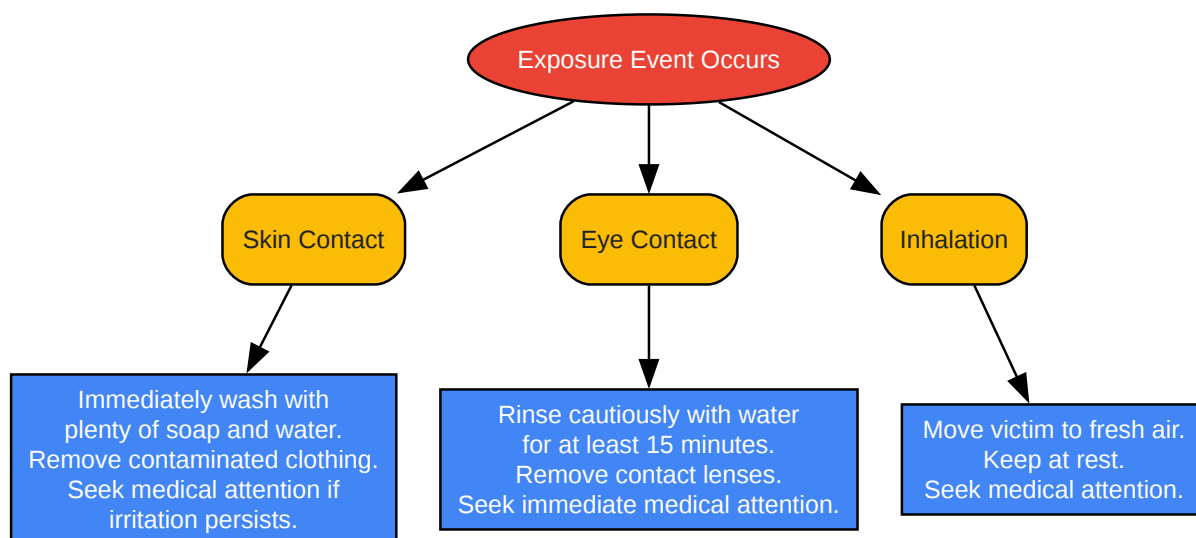 Exposure Event Occurs
Skin Contact
Eye Contact
Inhalation
Immediately wash with
plenty of soap and water.
Remove contaminated clothing.
Seek medical attention if
irritation persists.
Rinse cautiously with water
for at least 15 minutes.
Remove contact lenses.
Seek immediate medical attention.
Move victim to fresh air.
Keep at rest.
Seek medical attention.